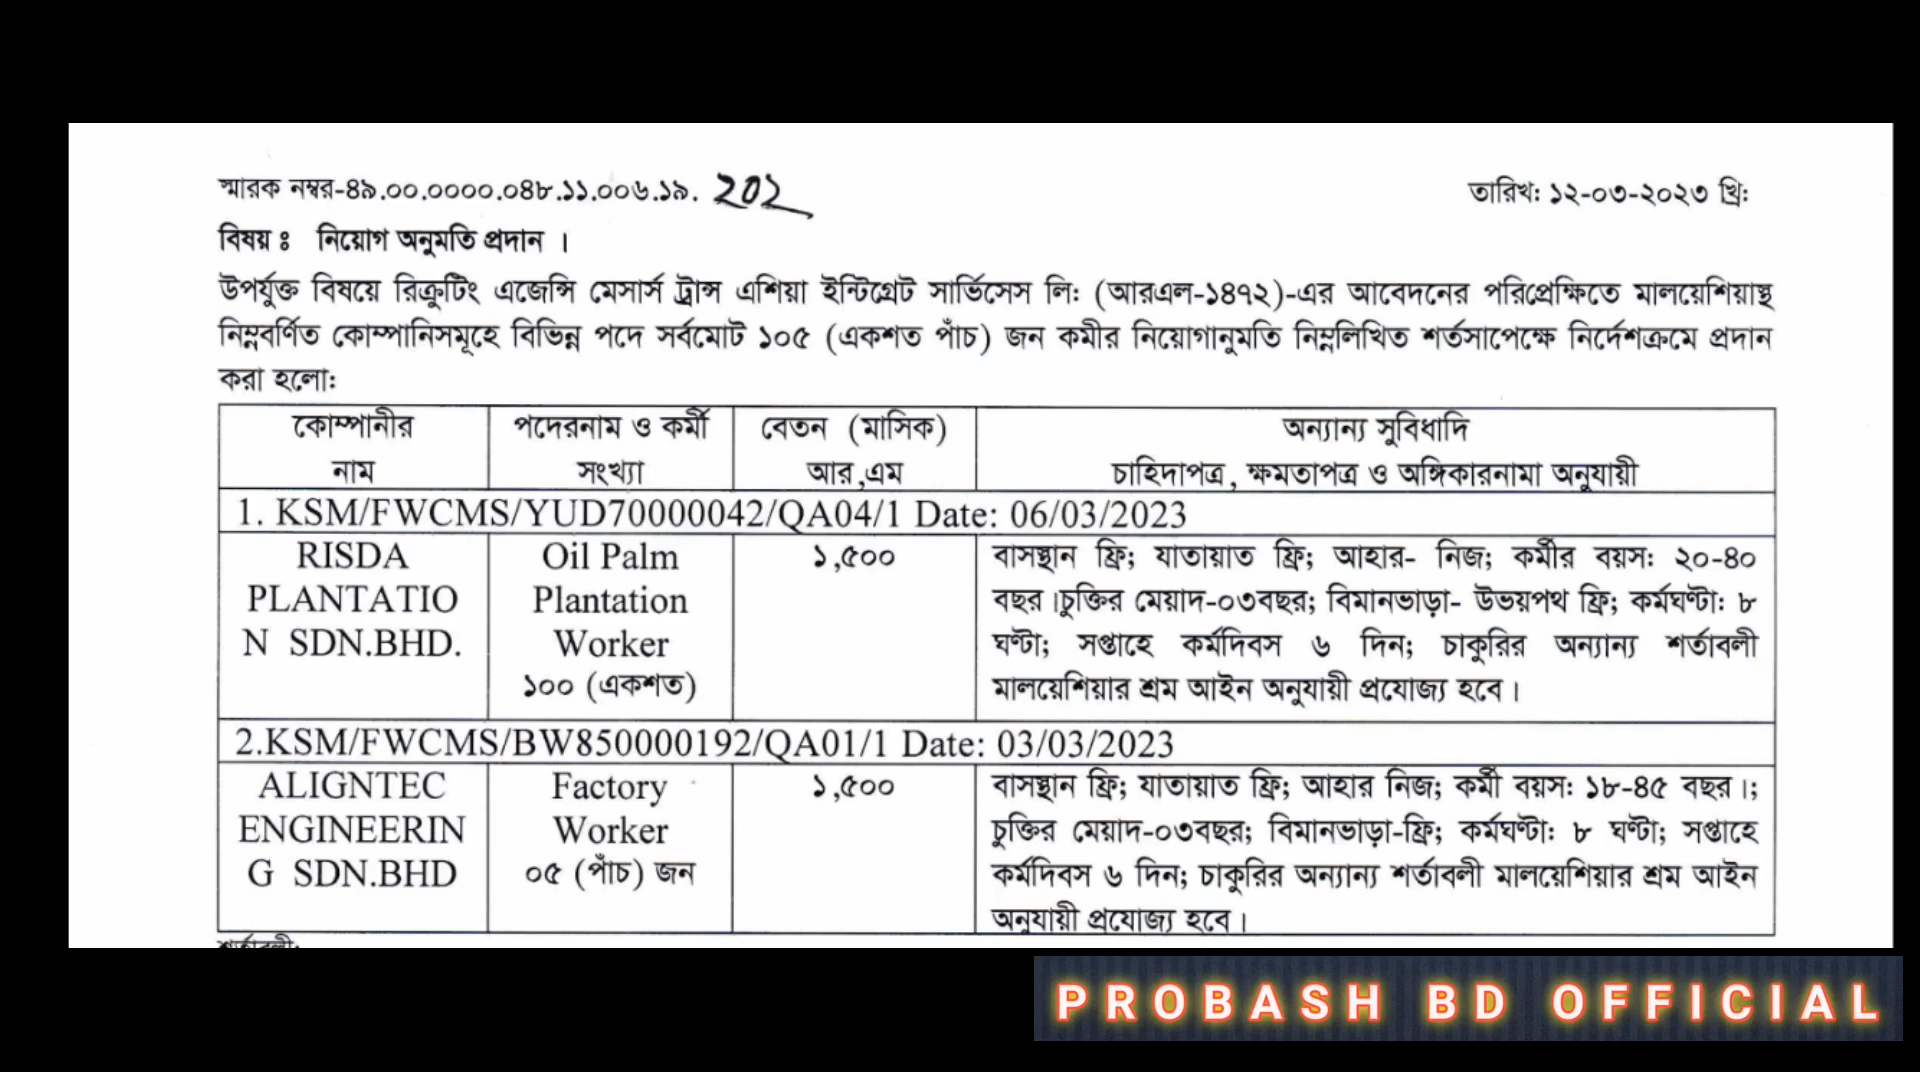 স্মারক নম্বর-৪৯.০০.০০০০.০৪৮.১১.০০৬.১৯. ২০২
তারিখ: ১২-০৩-২০২৩ খ্রি:
বিষয় ঃ নিয়োগ অনুমতি প্রদান ।
উপর্যুক্ত বিষয়ে রিক্রুটিং এজেন্সি মেসার্স ট্রান্স এশিয়া ইন্টিগ্রেট সার্ভিসেস লি: (আরএল-১৪৭২)-এর আবেদনের পরিপ্রেক্ষিতে মালয়েশিয়াস্থ
নিম্নবর্ণিত কোম্পানিসমূহে বিভিন্ন পদে সর্বমোট ১০৫ (একশত পাঁচ) জন কর্মীর নিয়োগানুমতি নিম্নলিখিত শর্তসাপেক্ষে নির্দেশক্রমে প্রদান
করা হলো:
কোম্পানীর
নাম
পদেরনাম ও কর্মী
সংখ্যা
বেতন (মাসিক)
আর,এম
অন্যান্য সুবিধাদি
চাহিদাপত্র, ক্ষমতাপত্র ও অঙ্গিকারনামা অনুযায়ী
1. KSM/FWCMS/YUD70000042/QA04/1 Date: 06/03/2023
RISDA
PLANTATIO
N SDN.BHD.
Oil Palm
Plantation
Worker
১০০ (একশত)
১,৫০০
বাসস্থান ফ্রি; যাতায়াত ফ্রি; আহার- নিজ; কর্মীর বয়স: ২০-৪০
বছর।চুক্তির মেয়াদ-০৩বছর; বিমানভাড়া- উভয়পথ ফ্রি; কর্মঘণ্টা: ৮
ঘণ্টা; সপ্তাহে কর্মদিবস ৬ দিন; চাকুরির অন্যান্য শর্তাবলী
মালয়েশিয়ার শ্রম আইন অনুযায়ী প্রযোজ্য হবে।
2.KSM/FWCMS/BW850000192/QA01/1 Date: 03/03/2023
ALIGNTEC
ENGINEERIN
G SDN.BHD
Factory
Worker
০৫ (পাঁচ) জন
১,৫০০
বাসস্থান ফ্রি; যাতায়াত ফ্রি; আহার নিজ; কর্মী বয়স: ১৮-৪৫ বছর।;
চুক্তির মেয়াদ-০৩বছর; বিমানভাড়া-ফ্রি; কর্মঘণ্টা: ৮ ঘণ্টা; সপ্তাহে
কর্মদিবস ৬ দিন; চাকুরির অন্যান্য শর্তাবলী মালয়েশিয়ার শ্রম আইন
অনুযায়ী প্রযোজ্য হবে।
শর্তাবলী:
PROBASH BD OFFICIAL